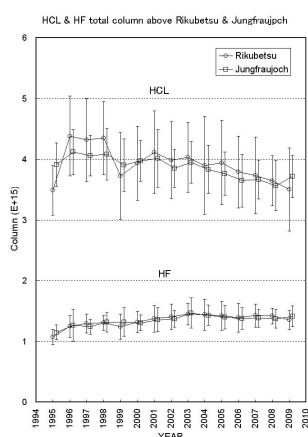 HCL & HF total column above Rikubetsu & Jungfraujpch
6
Rikubetsu
Jungfraujoch
HCL
5
4
Column (E+15)
3
2
HF
1
0
1994 1995 1996 1997 1998 1999 2000 2001 2002 2003 2004 2005 2006 2007 2008 2009 2010
YEAR